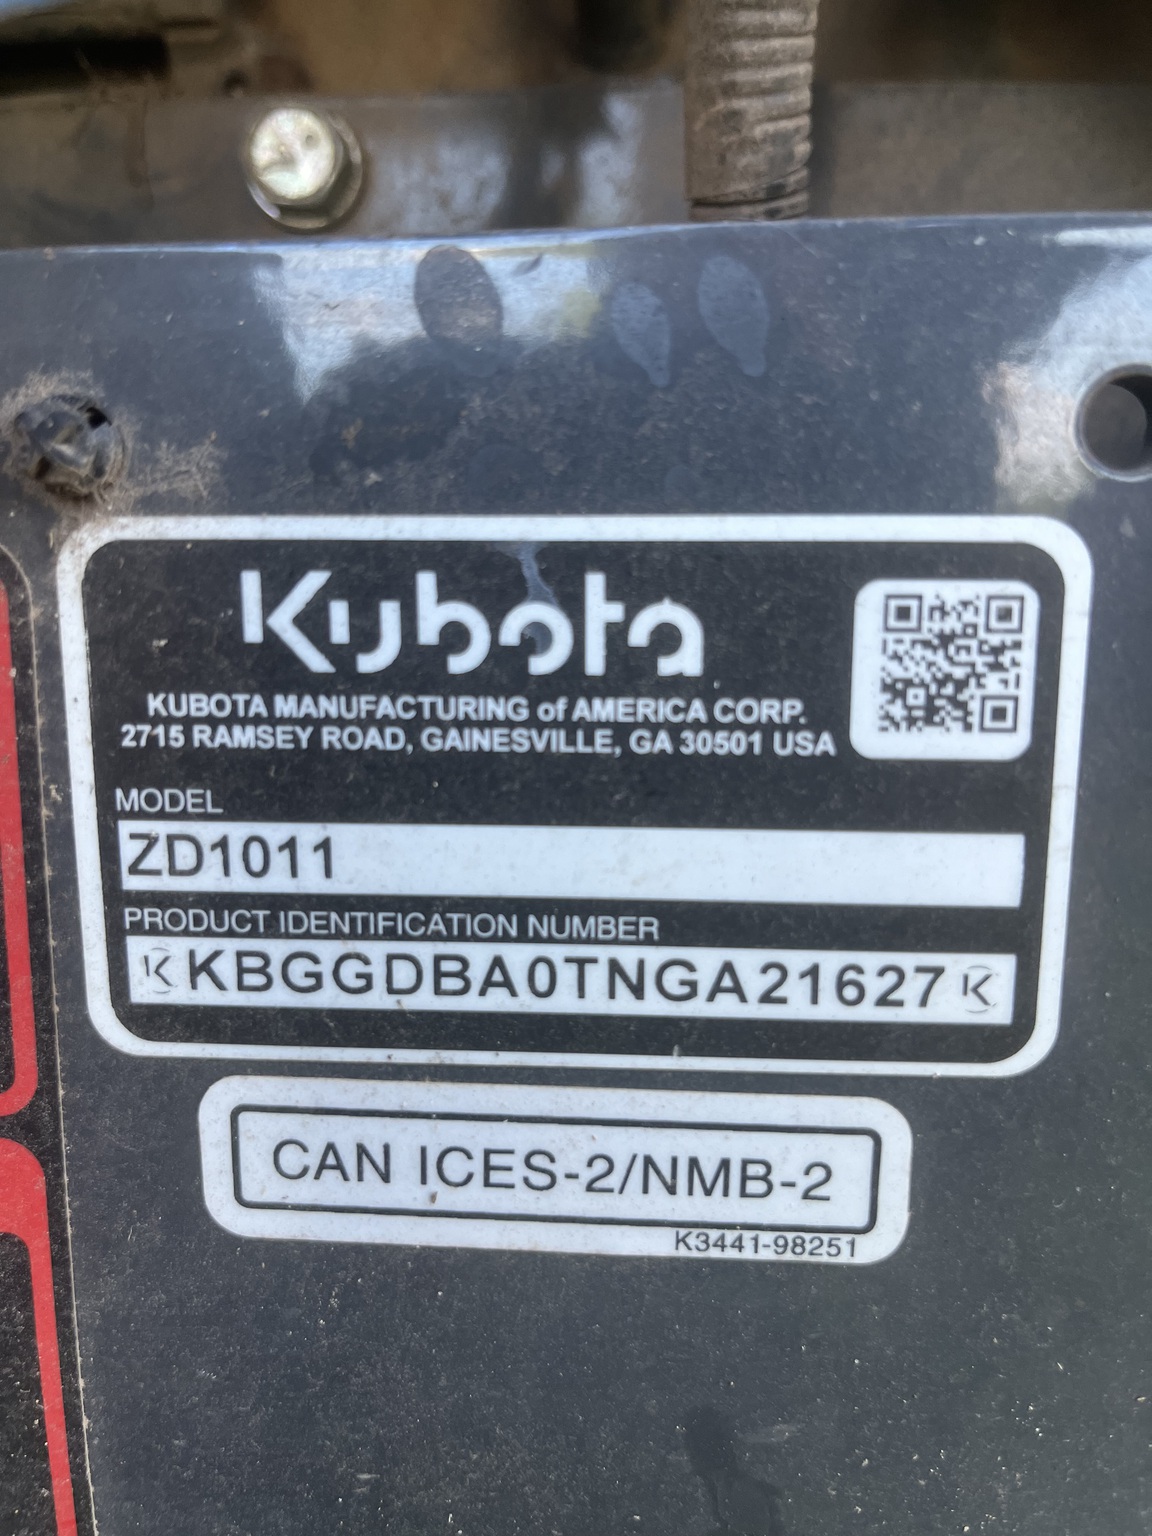 Kubota
KUBOTA MANUFACTURING of AMERICA CORP.
2715 RAMSEY ROAD, GAINESVILLE, GA 30501 USA
MODEL
ZD1011
PRODUCT IDENTIFICATION NUMBER
K KBGGDBA0TNGA21627 K
CAN ICES-2/NMB-2
K3441-98251